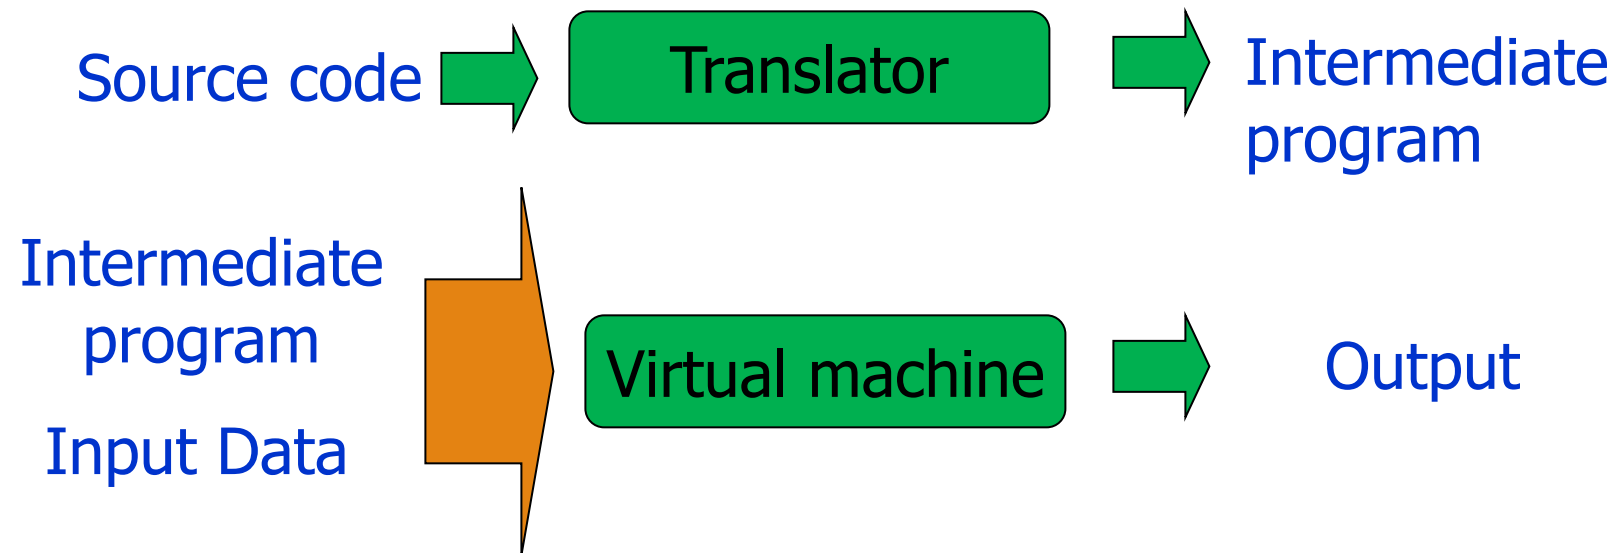 Source code
Translator
Intermediate
program
Intermediate
program
Input Data
Virtual machine
Output